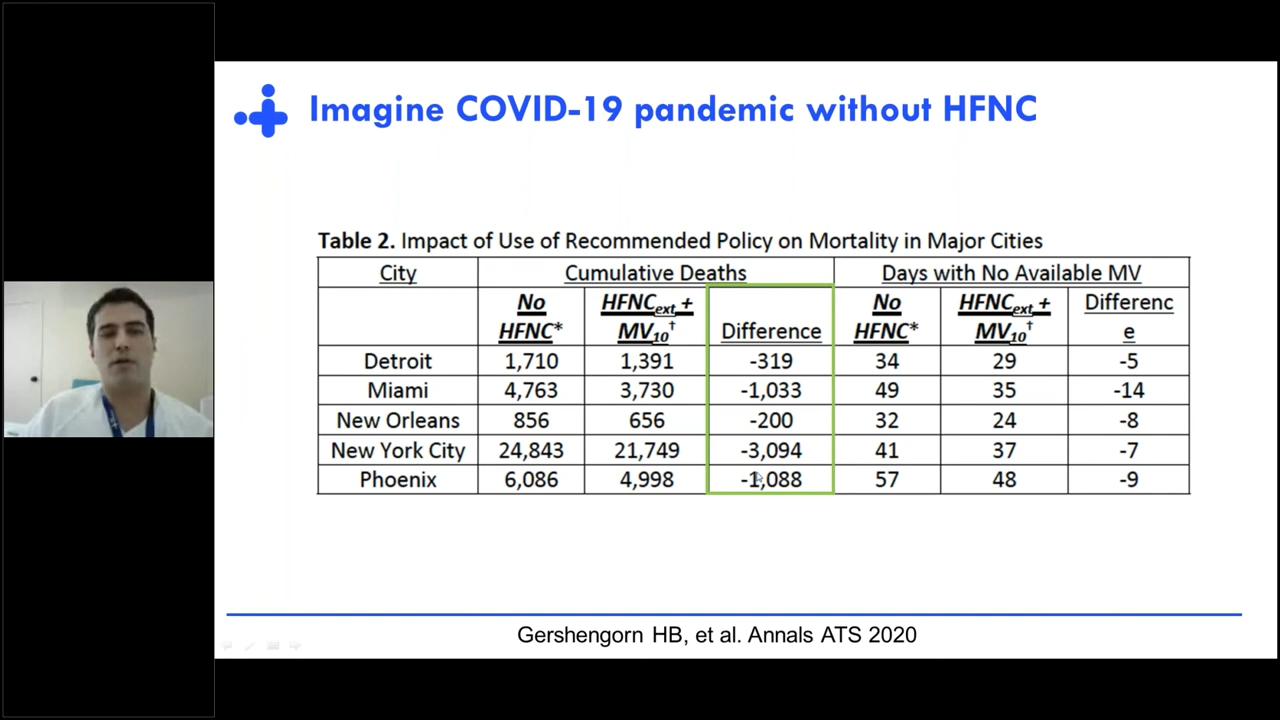 Imagine COVID-19 pandemic without HFNC
Table 2. Impact of Use of Recommended Policy on Mortality in Major Cities
City Cumulative Deaths Days with No Available MV
No HFNC* HFNCext + MV10† Difference No HFNC* HFNCext + MV10† Differenc e
Detroit 1,710 1,391 -319 34 29 -5
Miami 4,763 3,730 -1,033 49 35 -14
New Orleans 856 656 -200 32 24 -8
New York City 24,843 21,749 -3,094 41 37 -7
Phoenix 6,086 4,998 -1,088 57 48 -9
Gershengorn HB, et al. Annals ATS 2020